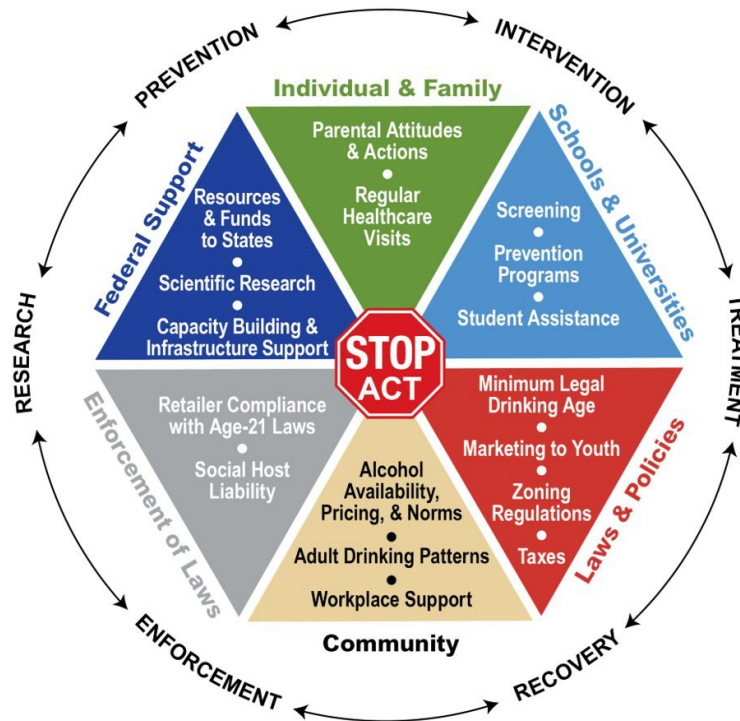 PREVENTION
INTERVENTION
TREATMENT
RECOVERY
ENFORCEMENT
RESEARCH
Individual & Family
Parental Attitudes
& Actions
Regular
Healthcare
Visits
Schools & Universities
Screening
Prevention
Programs
Student Assistance
Laws & Policies
Minimum Legal
Drinking Age
Marketing to Youth
Zoning
Regulations
Taxes
Community
Alcohol
Availability,
Pricing, & Norms
Adult Drinking Patterns
Workplace Support
Enforcement of Laws
Retailer Compliance
with Age-21 Laws
Social Host
Liability
Federal Support
Resources
& Funds
to States
Scientific Research
Capacity Building &
Infrastructure Support
STOP
ACT